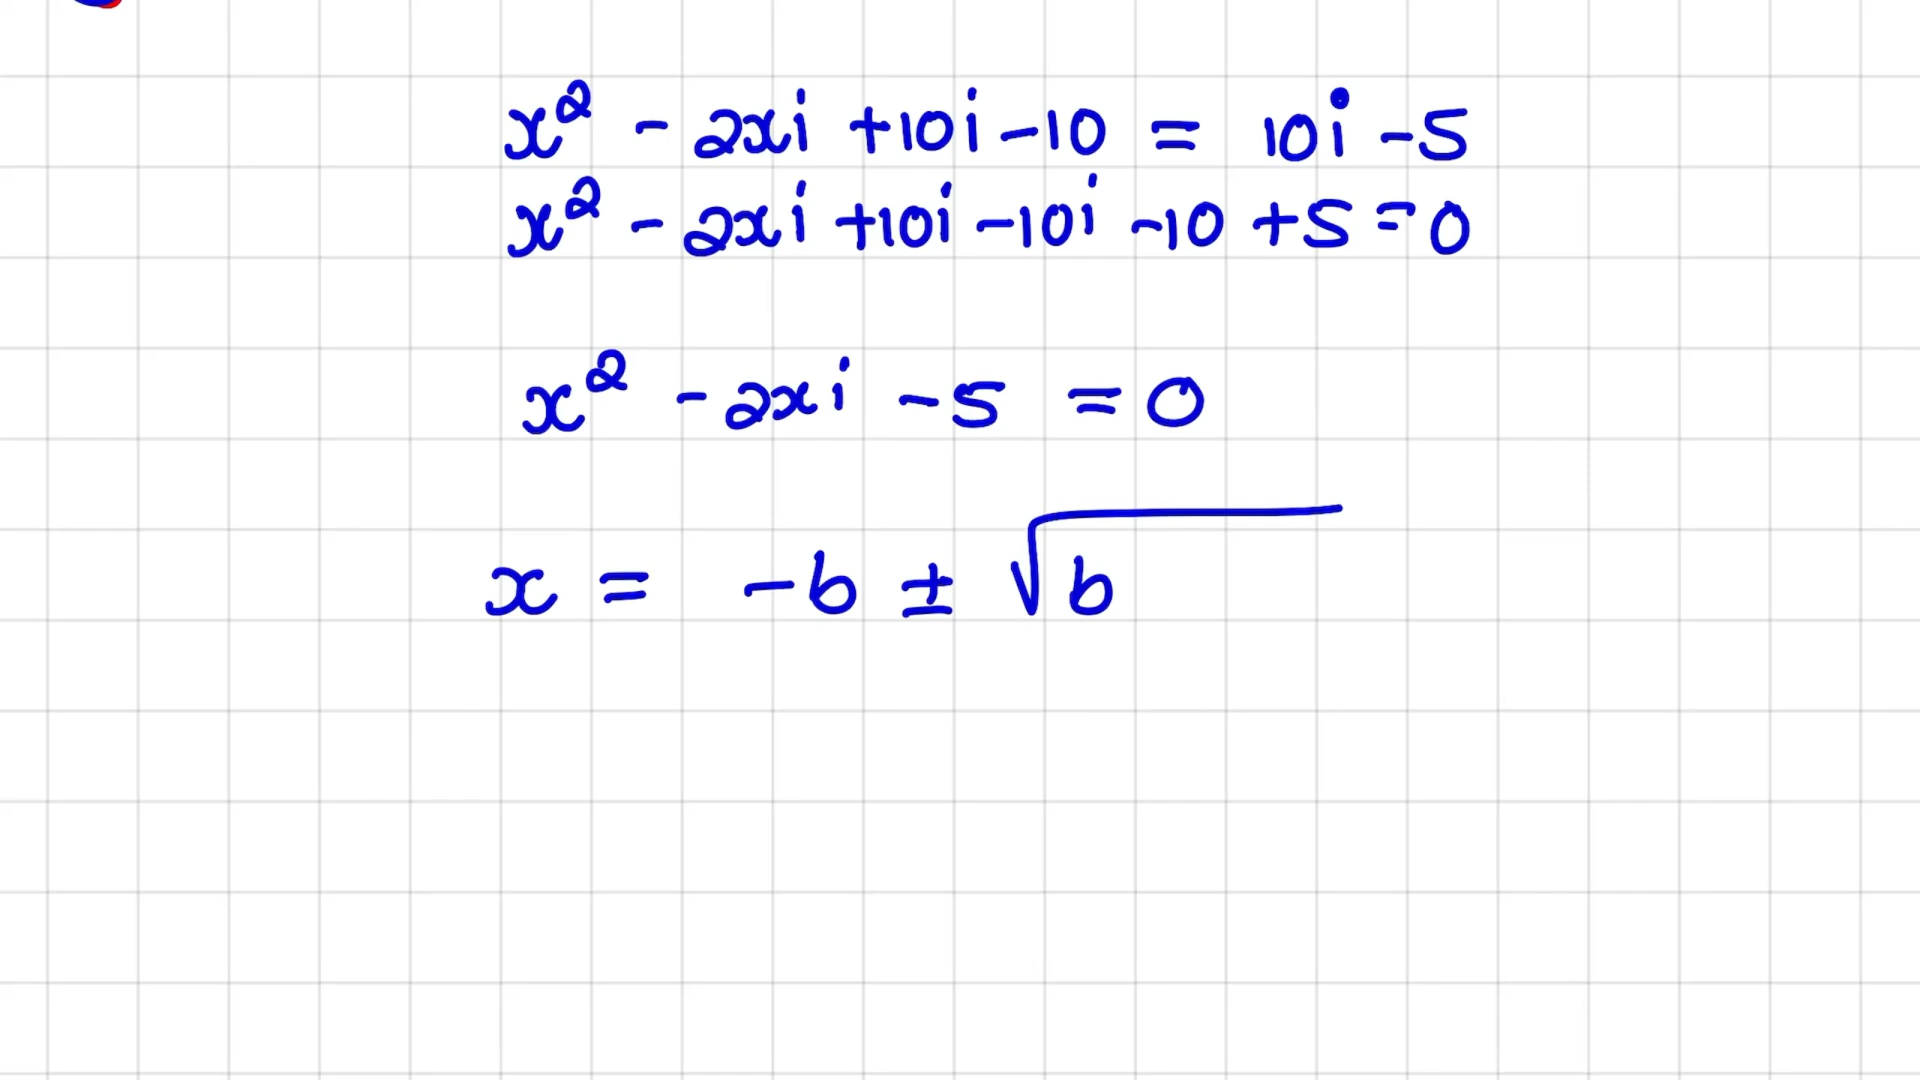 x² - 2xi +10i -10 = 10i -5
x² - 2xi +10i -10i -10 +5 =0
x² - 2xi -5 =0
x = -b ± √b